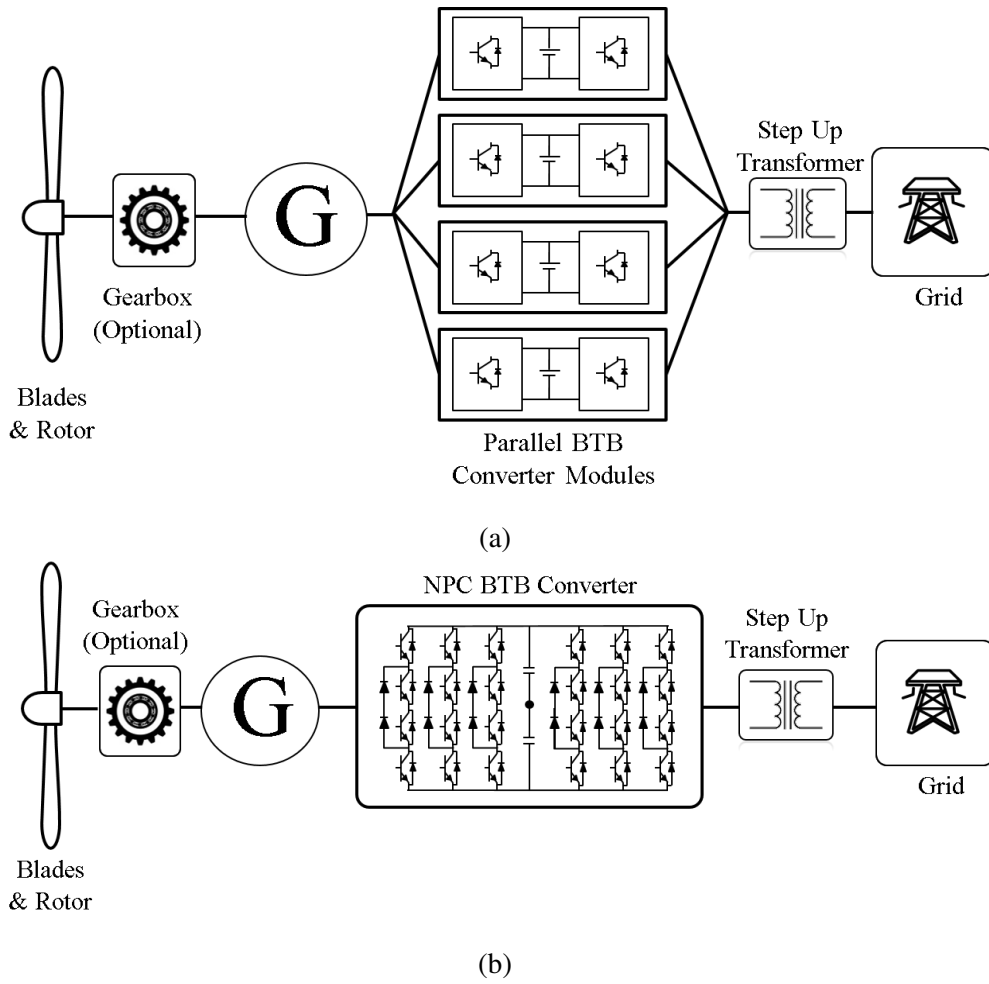 Step Up
Transformer
G
Gearbox
(Optional)
Grid
Blades
& Rotor
Parallel BTB
Converter Modules
(a)
NPC BTB Converter
Gearbox
(Optional)
Step Up
Transformer
G
Grid
Blades
& Rotor
(b)